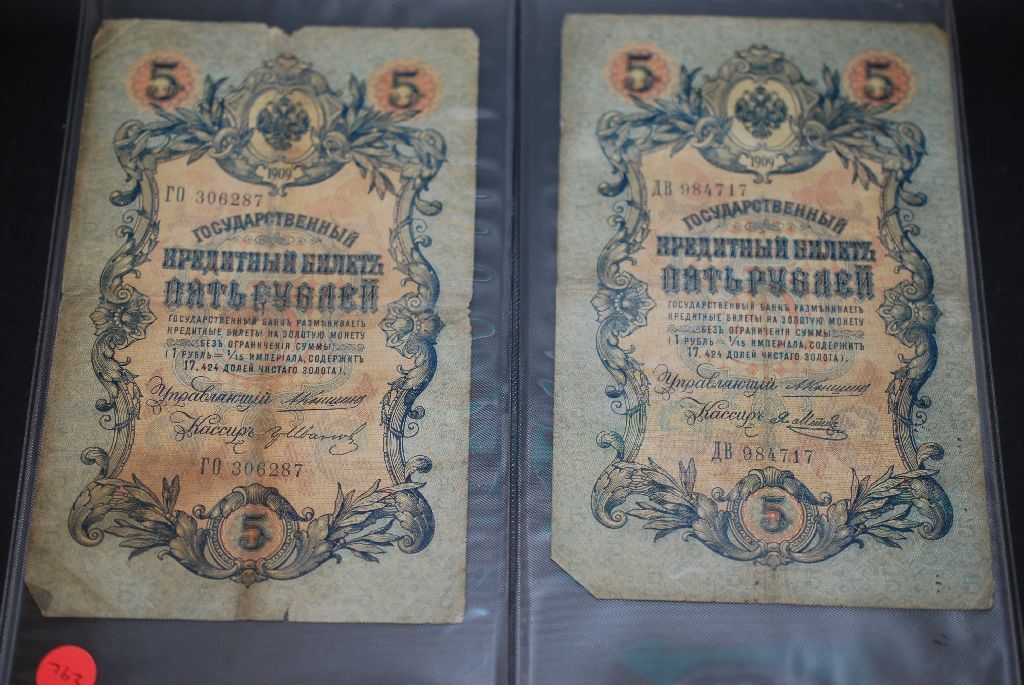 5 5
1909
ГО 306287
ГОСУДАРСТВЕННЫЙ
КРЕДИТНЫЙ БИЛЕТЪ
ПЯТЬ РУБЛЕЙ
ГОСУДАРСТВЕННЫЙ БАНКЪ РАЗМѢНИВАЕТЪ
КРЕДИТНЫЕ БИЛЕТЫ НА ЗОЛОТУЮ МОНЕТУ
БЕЗЪ ОГРАНИЧЕНІЯ СУММЫ
(1 РУБЛЬ = 1/15 ИМПЕРІАЛА, СОДЕРЖИТЪ
17,424 ДОЛЕЙ ЧИСТАГО ЗОЛОТА).
Управляющій
Кассиръ
ГО 306287
5
5 5
1909
ДВ 984717
ГОСУДАРСТВЕННЫЙ
КРЕДИТНЫЙ БИЛЕТЪ
ПЯТЬ РУБЛЕЙ
ГОСУДАРСТВЕННЫЙ БАНКЪ РАЗМѢНИВАЕТЪ
КРЕДИТНЫЕ БИЛЕТЫ НА ЗОЛОТУЮ МОНЕТУ
БЕЗЪ ОГРАНИЧЕНІЯ СУММЫ
(1 РУБЛЬ = 1/15 ИМПЕРІАЛА, СОДЕРЖИТЪ
17,424 ДОЛЕЙ ЧИСТАГО ЗОЛОТА).
Управляющій
Кассиръ
ДВ 984717
5